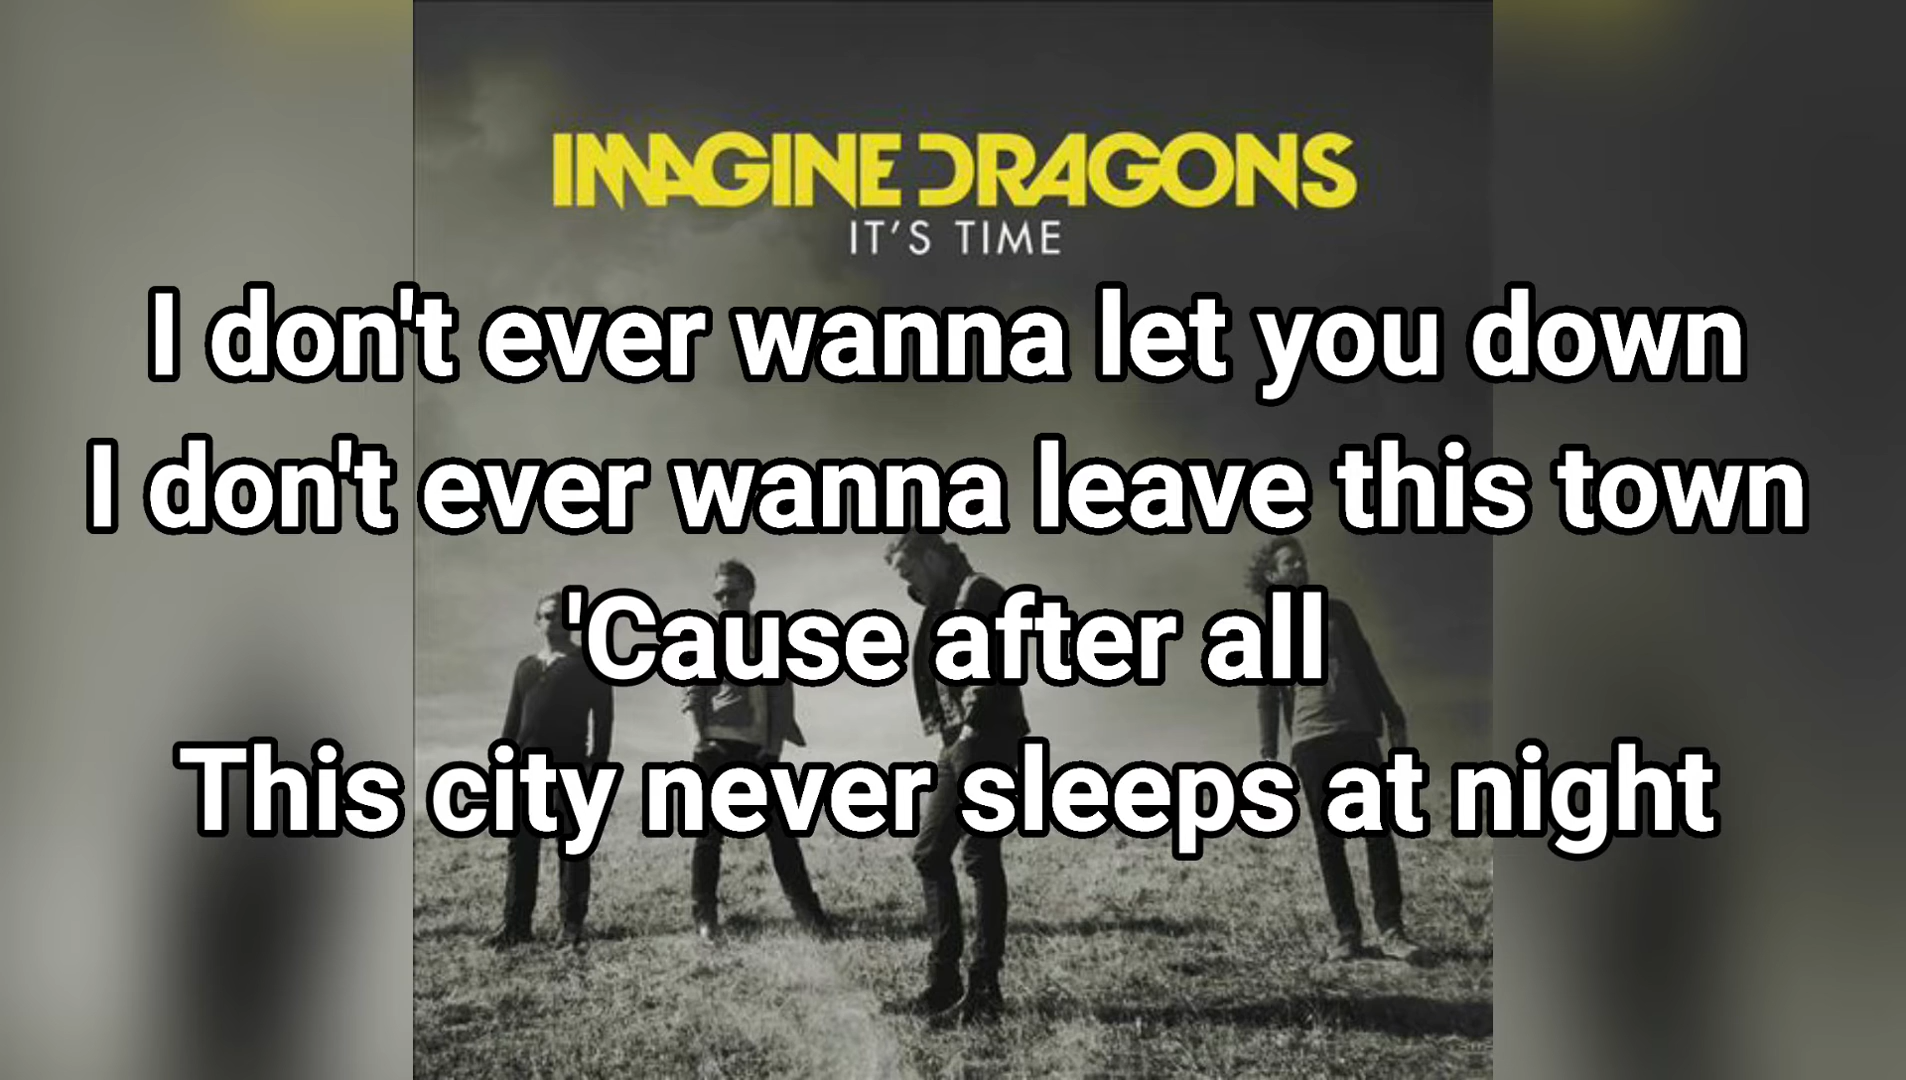 IMAGINE DRAGONS
IT'S TIME
I don't ever wanna let you down
I don't ever wanna leave this town
'Cause after all
This city never sleeps at night